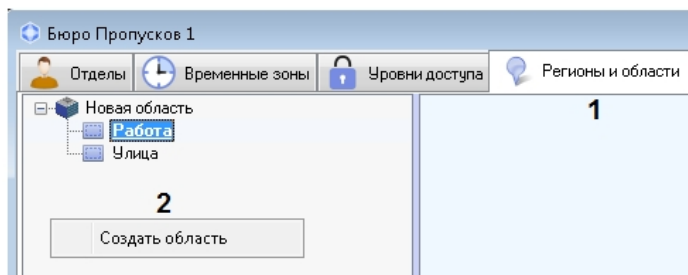 Бюро Пропусков 1
Отделы Временные зоны Уровни доступа Регионы и области
1
Новая область
Работа
Улица
2
Создать область